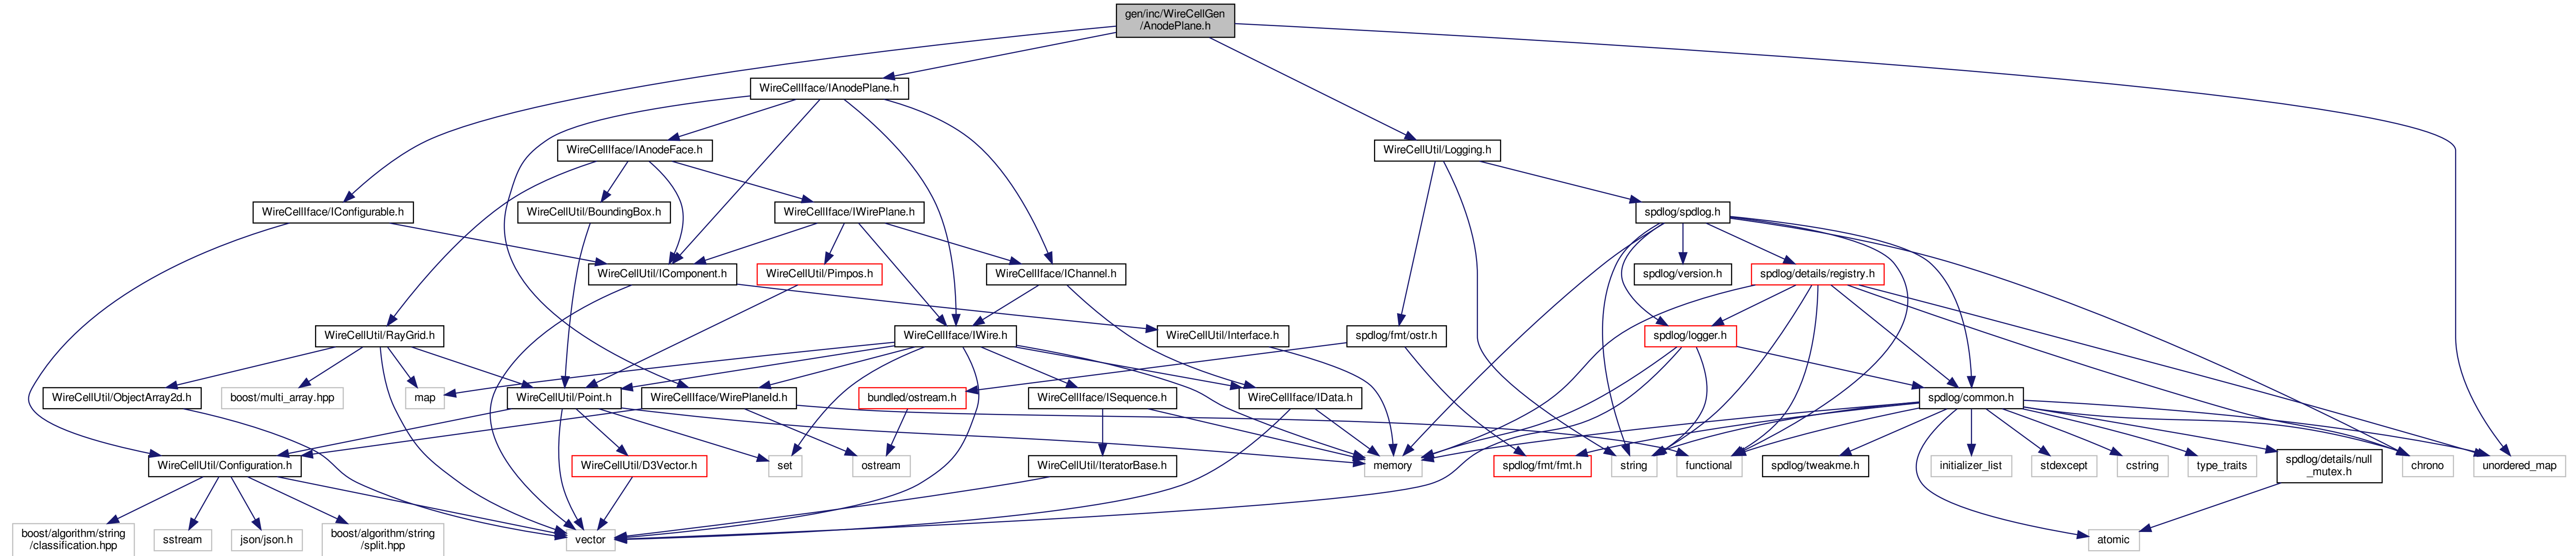 gen/inc/WireCellGen
/AnodePlane.h
WireCellIface/IAnodePlane.h
WireCellIface/IAnodeFace.h
WireCellUtil/Logging.h
WireCellIface/IConfigurable.h
WireCellUtil/BoundingBox.h
WireCellIface/IWirePlane.h
spdlog/spdlog.h
WireCellUtil/IComponent.h
WireCellUtil/Pimpos.h
WireCellIface/IChannel.h
spdlog/version.h
spdlog/details/registry.h
WireCellUtil/RayGrid.h
WireCellIface/IWire.h
WireCellUtil/Interface.h
spdlog/fmt/ostr.h
spdlog/logger.h
WireCellUtil/ObjectArray2d.h
boost/multi_array.hpp
map
WireCellUtil/Point.h
WireCellIface/WirePlaneId.h
bundled/ostream.h
WireCellIface/ISequence.h
WireCellIface/IData.h
spdlog/common.h
WireCellUtil/Configuration.h
WireCellUtil/D3Vector.h
set
ostream
WireCellUtil/IteratorBase.h
memory
spdlog/fmt/fmt.h
string
functional
spdlog/tweakme.h
initializer_list
stdexcept
cstring
type_traits
spdlog/details/null
_mutex.h
chrono
unordered_map
boost/algorithm/string
/classification.hpp
sstream
json/json.h
boost/algorithm/string
/split.hpp
vector
atomic